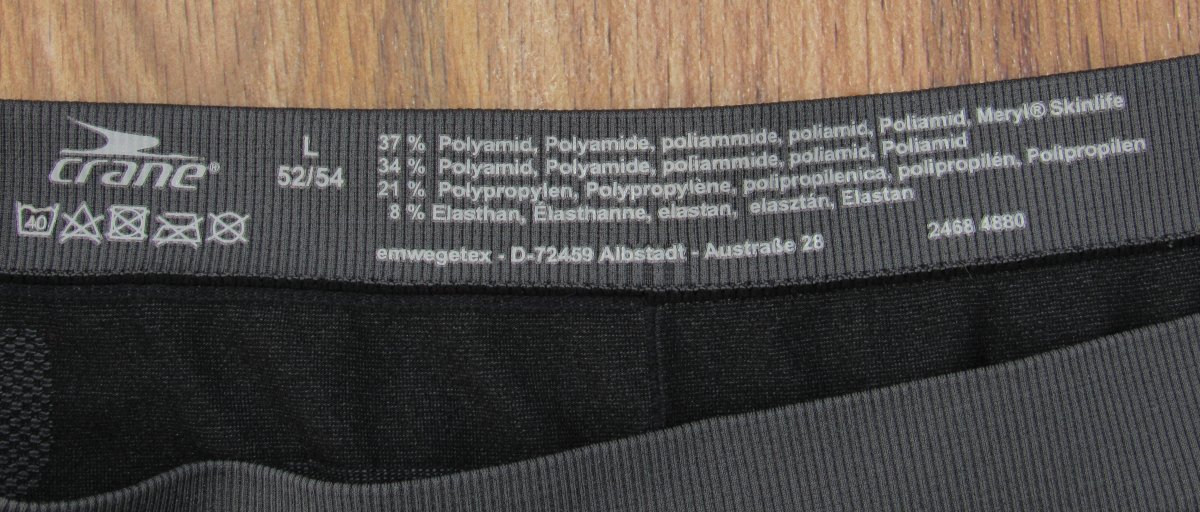 crane®
L
52/54
40
37 % Polyamid, Polyamide, poliammide, poliamid, Poliamid, Meryl® Skinlife
34 % Polyamid, Polyamide, poliammide, poliamid, Poliamid
21 % Polypropylen, Polypropylène, polipropilenica, polipropilén, Polipropilen
8 % Elasthan, Élasthanne, elastan, elasztán, Elastan
emwegetex - D-72459 Albstadt - Austraße 28
2468 4880